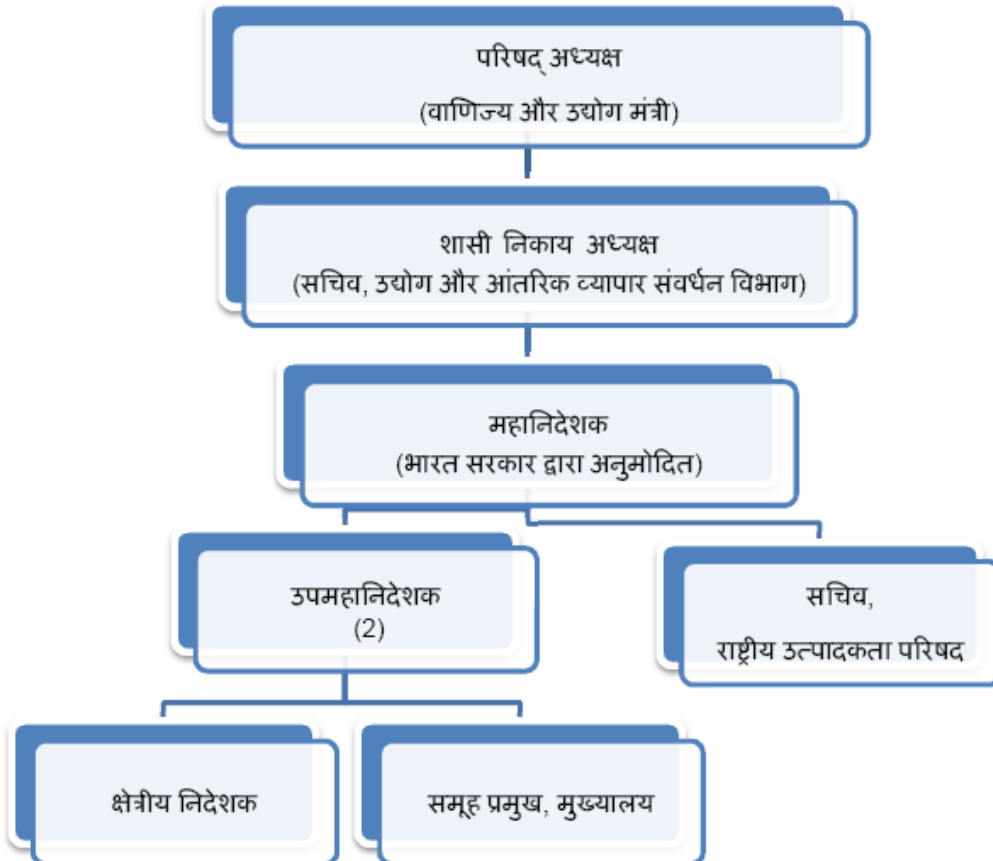 परिषद् अध्यक्ष
(वाणिज्य और उद्योग मंत्री)
शासी निकाय अध्यक्ष
(सचिव, उद्योग और आंतरिक व्यापार संवर्धन विभाग)
महानिदेशक
(भारत सरकार द्वारा अनुमोदित)
उपमहानिदेशक
(2)
सचिव,
राष्ट्रीय उत्पादकता परिषद
क्षेत्रीय निदेशक
समूह प्रमुख, मुख्यालय